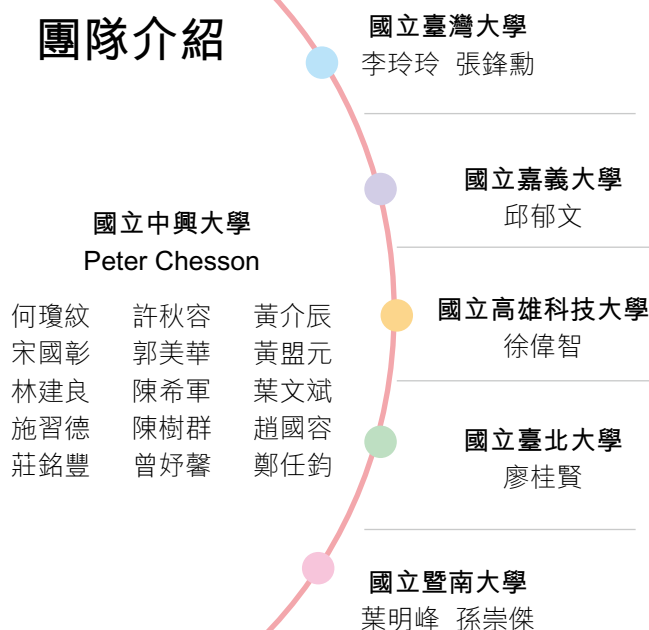 團隊介紹
國立臺灣大學
李玲玲 張鋒勳
國立嘉義大學
邱郁文
國立中興大學
Peter Chesson
何瓊紋 許秋容 黃介辰
宋國彰 郭美華 黃盟元
林建良 陳希軍 葉文斌
施習德 陳樹群 趙國容
莊銘豐 曾妤馨 鄭任鈞
國立高雄科技大學
徐偉智
國立臺北大學
廖桂賢
國立暨南大學
葉明峰 孫崇傑